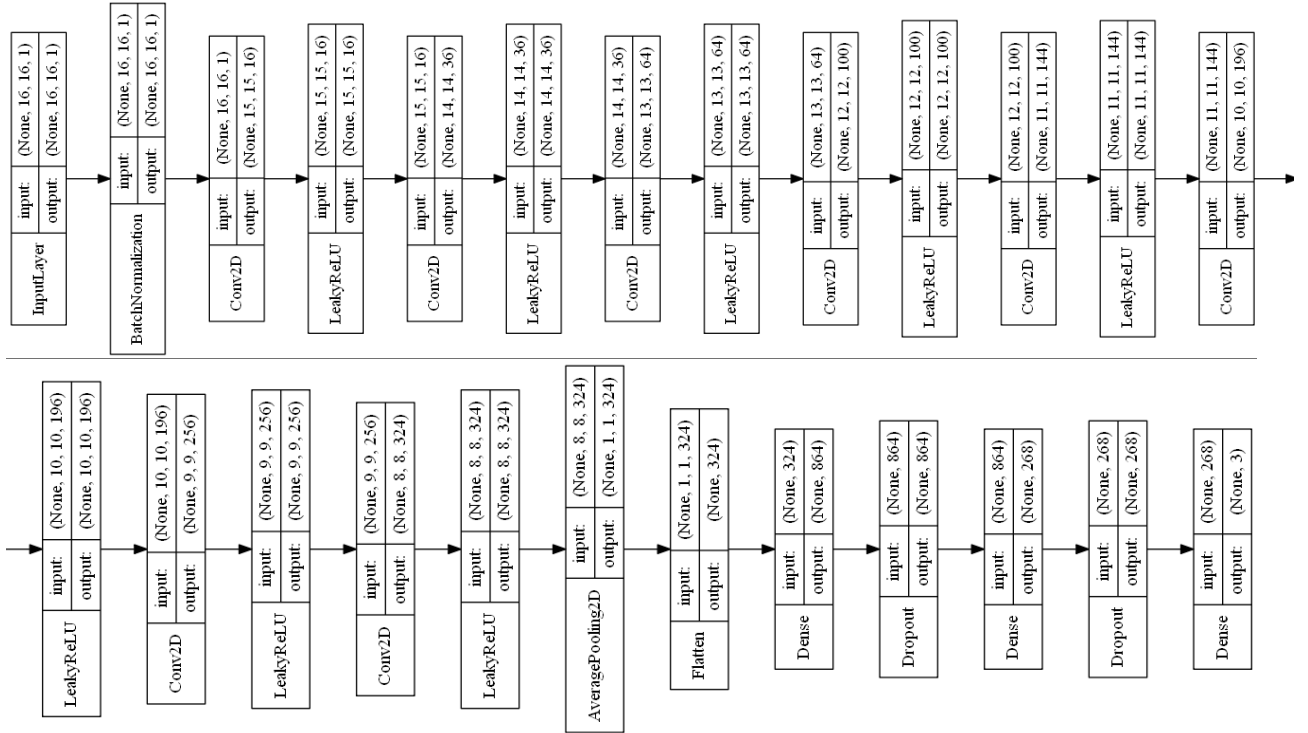 InputLayer input: (None, 16, 16, 1)
output: (None, 16, 16, 1)
BatchNormalization input: (None, 16, 16, 1)
output: (None, 16, 16, 1)
Conv2D input: (None, 16, 16, 1)
output: (None, 15, 15, 16)
LeakyReLU input: (None, 15, 15, 16)
output: (None, 15, 15, 16)
Conv2D input: (None, 15, 15, 16)
output: (None, 14, 14, 36)
LeakyReLU input: (None, 14, 14, 36)
output: (None, 14, 14, 36)
Conv2D input: (None, 14, 14, 36)
output: (None, 13, 13, 64)
LeakyReLU input: (None, 13, 13, 64)
output: (None, 13, 13, 64)
Conv2D input: (None, 13, 13, 64)
output: (None, 12, 12, 100)
LeakyReLU input: (None, 12, 12, 100)
output: (None, 12, 12, 100)
Conv2D input: (None, 12, 12, 100)
output: (None, 11, 11, 144)
LeakyReLU input: (None, 11, 11, 144)
output: (None, 11, 11, 144)
Conv2D input: (None, 11, 11, 144)
output: (None, 10, 10, 196)
LeakyReLU input: (None, 10, 10, 196)
output: (None, 10, 10, 196)
Conv2D input: (None, 10, 10, 196)
output: (None, 9, 9, 256)
LeakyReLU input: (None, 9, 9, 256)
output: (None, 9, 9, 256)
Conv2D input: (None, 9, 9, 256)
output: (None, 8, 8, 324)
LeakyReLU input: (None, 8, 8, 324)
output: (None, 8, 8, 324)
AveragePooling2D input: (None, 8, 8, 324)
output: (None, 1, 1, 324)
Flatten input: (None, 1, 1, 324)
output: (None, 324)
Dense input: (None, 324)
output: (None, 864)
Dropout input: (None, 864)
output: (None, 864)
Dense input: (None, 864)
output: (None, 268)
Dropout input: (None, 268)
output: (None, 268)
Dense input: (None, 268)
output: (None, 3)